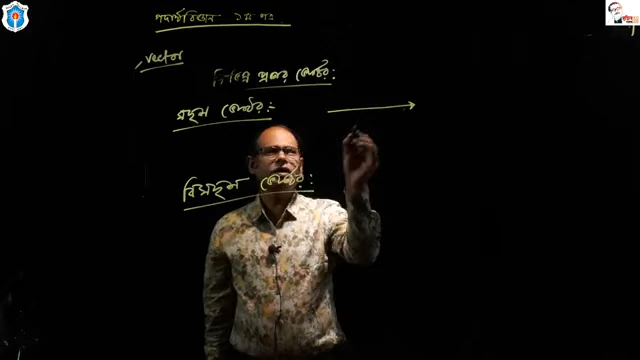 পদার্থবিজ্ঞান ১ম পত্র
vector
বিভিন্ন প্রকার ভেক্টর:
সদৃশ ভেক্টর:-
বিসদৃশ ভেক্টর: